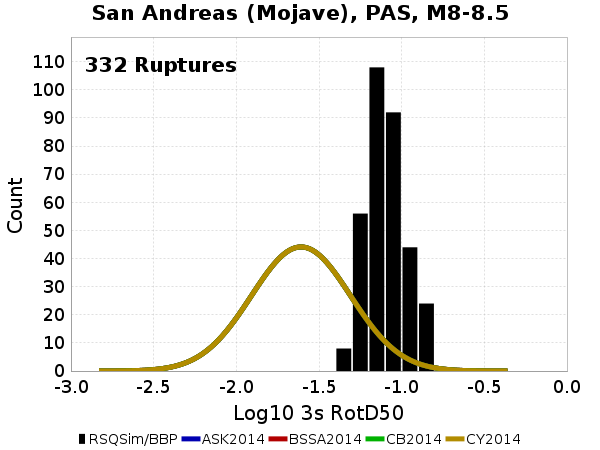 San Andreas (Mojave), PAS, M8-8.5
332 Ruptures
110
100
90
80
70
60
50
40
30
20
10
0
Count
-3.0 -2.5 -2.0 -1.5 -1.0 -0.5 0.0
Log10 3s RotD50
RSQSim/BBP ASK2014 BSSA2014 CB2014 CY2014